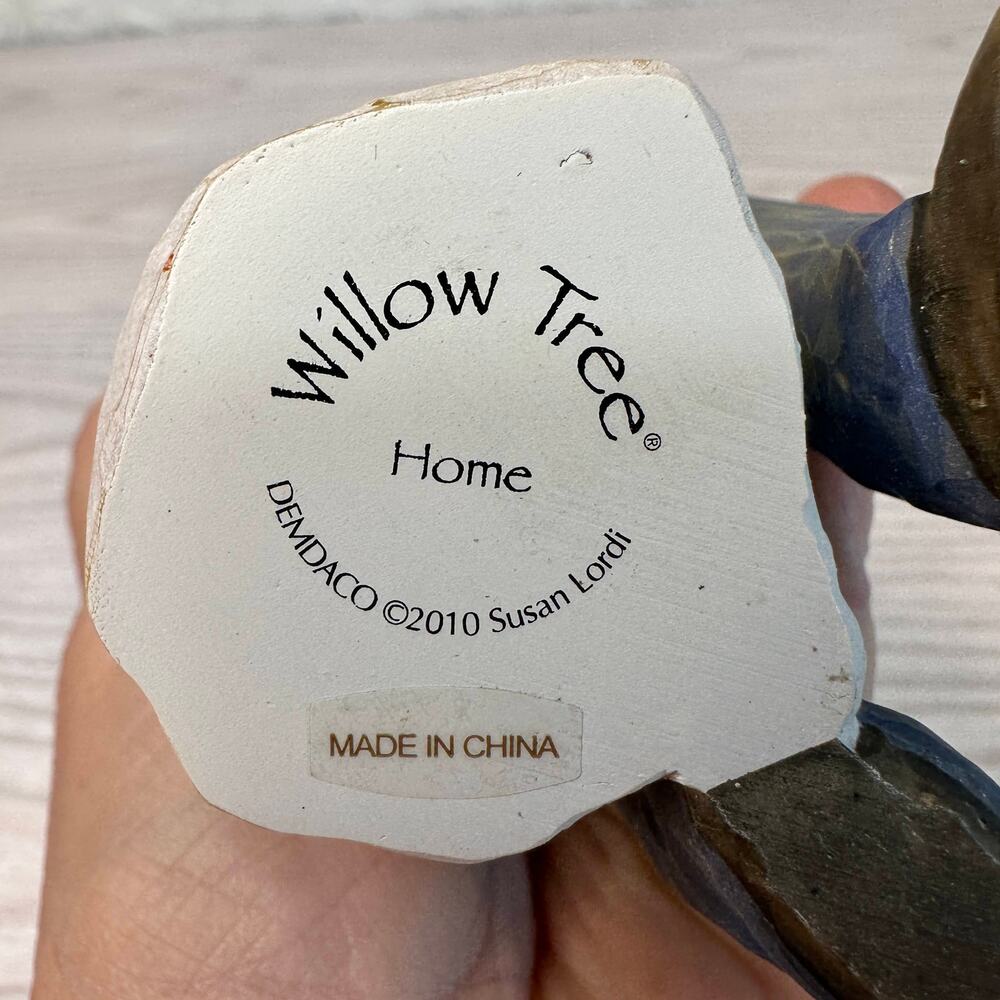 Willow Tree®
Home
DEMDACO ©2010 Susan Lordi
MADE IN CHINA